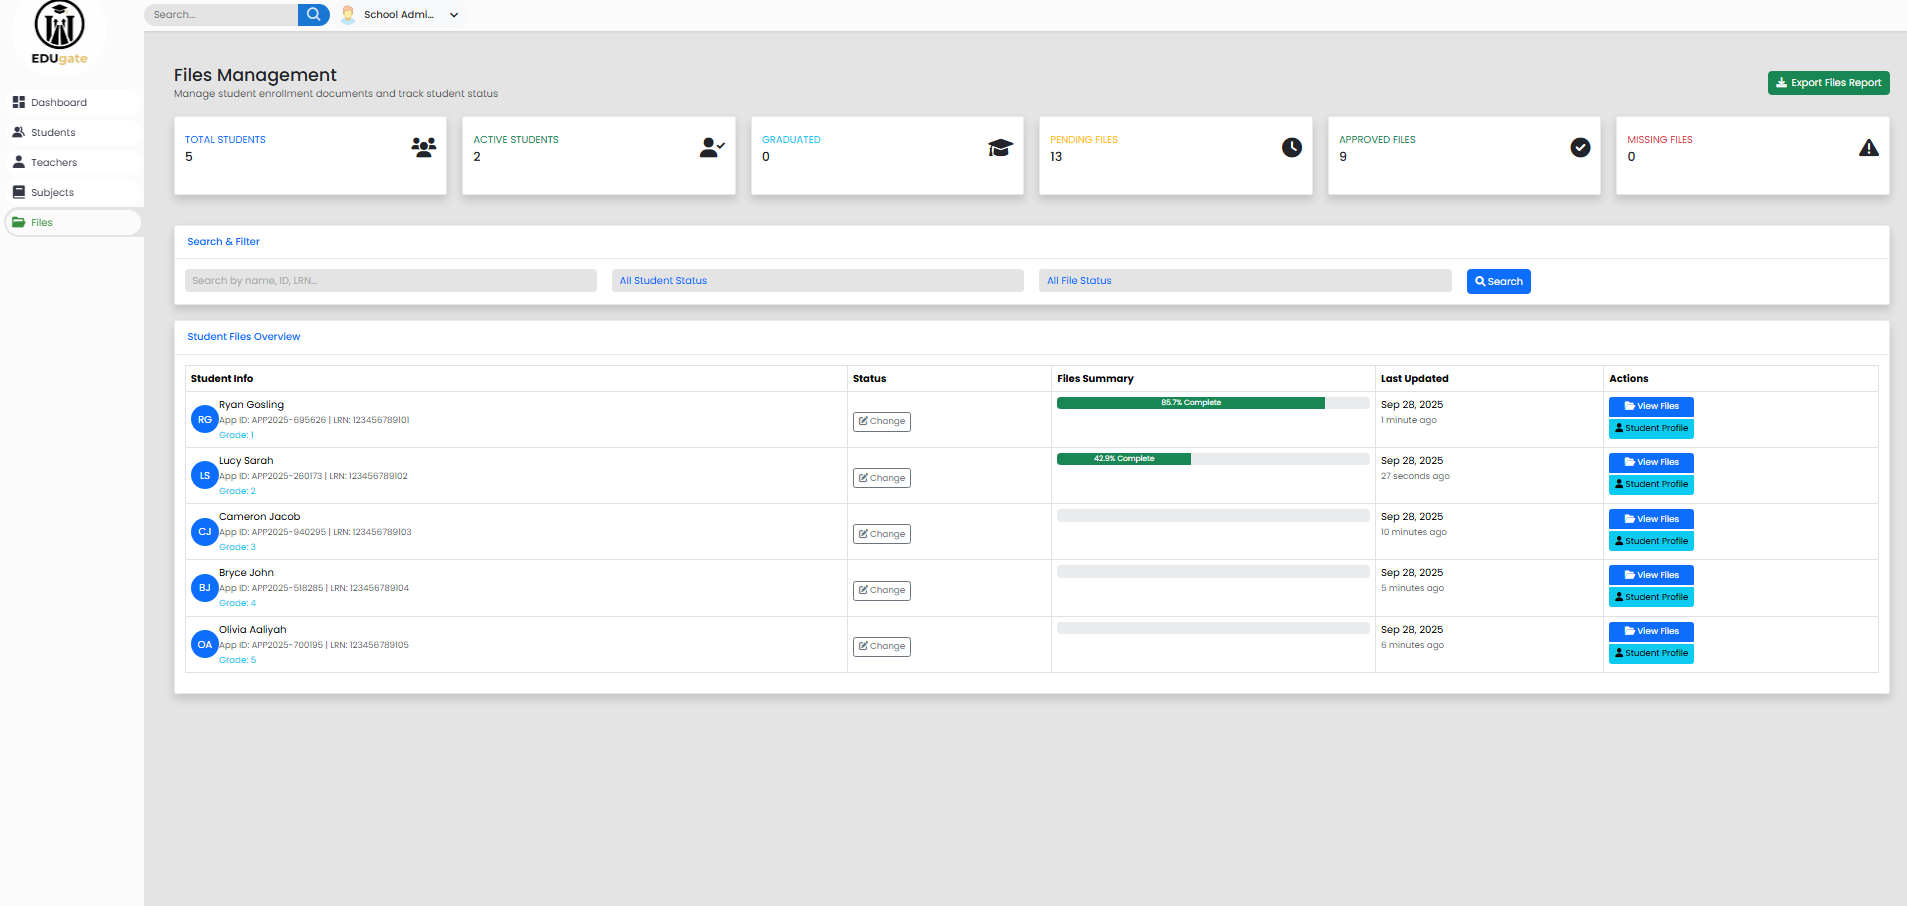 EDUgate
Search...
School Admi...
Dashboard
Students
Teachers
Subjects
Files
Files Management
Manage student enrollment documents and track student status
Export Files Report
TOTAL STUDENTS
5
ACTIVE STUDENTS
2
GRADUATED
0
PENDING FILES
13
APPROVED FILES
9
MISSING FILES
0
Search & Filter
Search by name, ID, LRN...
All Student Status
All File Status
Search
Student Files Overview
Student Info Status Files Summary Last Updated Actions
RG
Ryan Gosling
App ID: APP2025-695626 | LRN: 123456789101
Grade: 1
Change
85.7% Complete
Sep 28, 2025
1 minute ago
View Files
Student Profile
LS
Lucy Sarah
App ID: APP2025-260173 | LRN: 123456789102
Grade: 2
Change
42.9% Complete
Sep 28, 2025
27 seconds ago
View Files
Student Profile
CJ
Cameron Jacob
App ID: APP2025-940295 | LRN: 123456789103
Grade: 3
Change
Sep 28, 2025
10 minutes ago
View Files
Student Profile
BJ
Bryce John
App ID: APP2025-518285 | LRN: 123456789104
Grade: 4
Change
Sep 28, 2025
5 minutes ago
View Files
Student Profile
OA
Olivia Aaliyah
App ID: APP2025-700195 | LRN: 123456789105
Grade: 5
Change
Sep 28, 2025
6 minutes ago
View Files
Student Profile